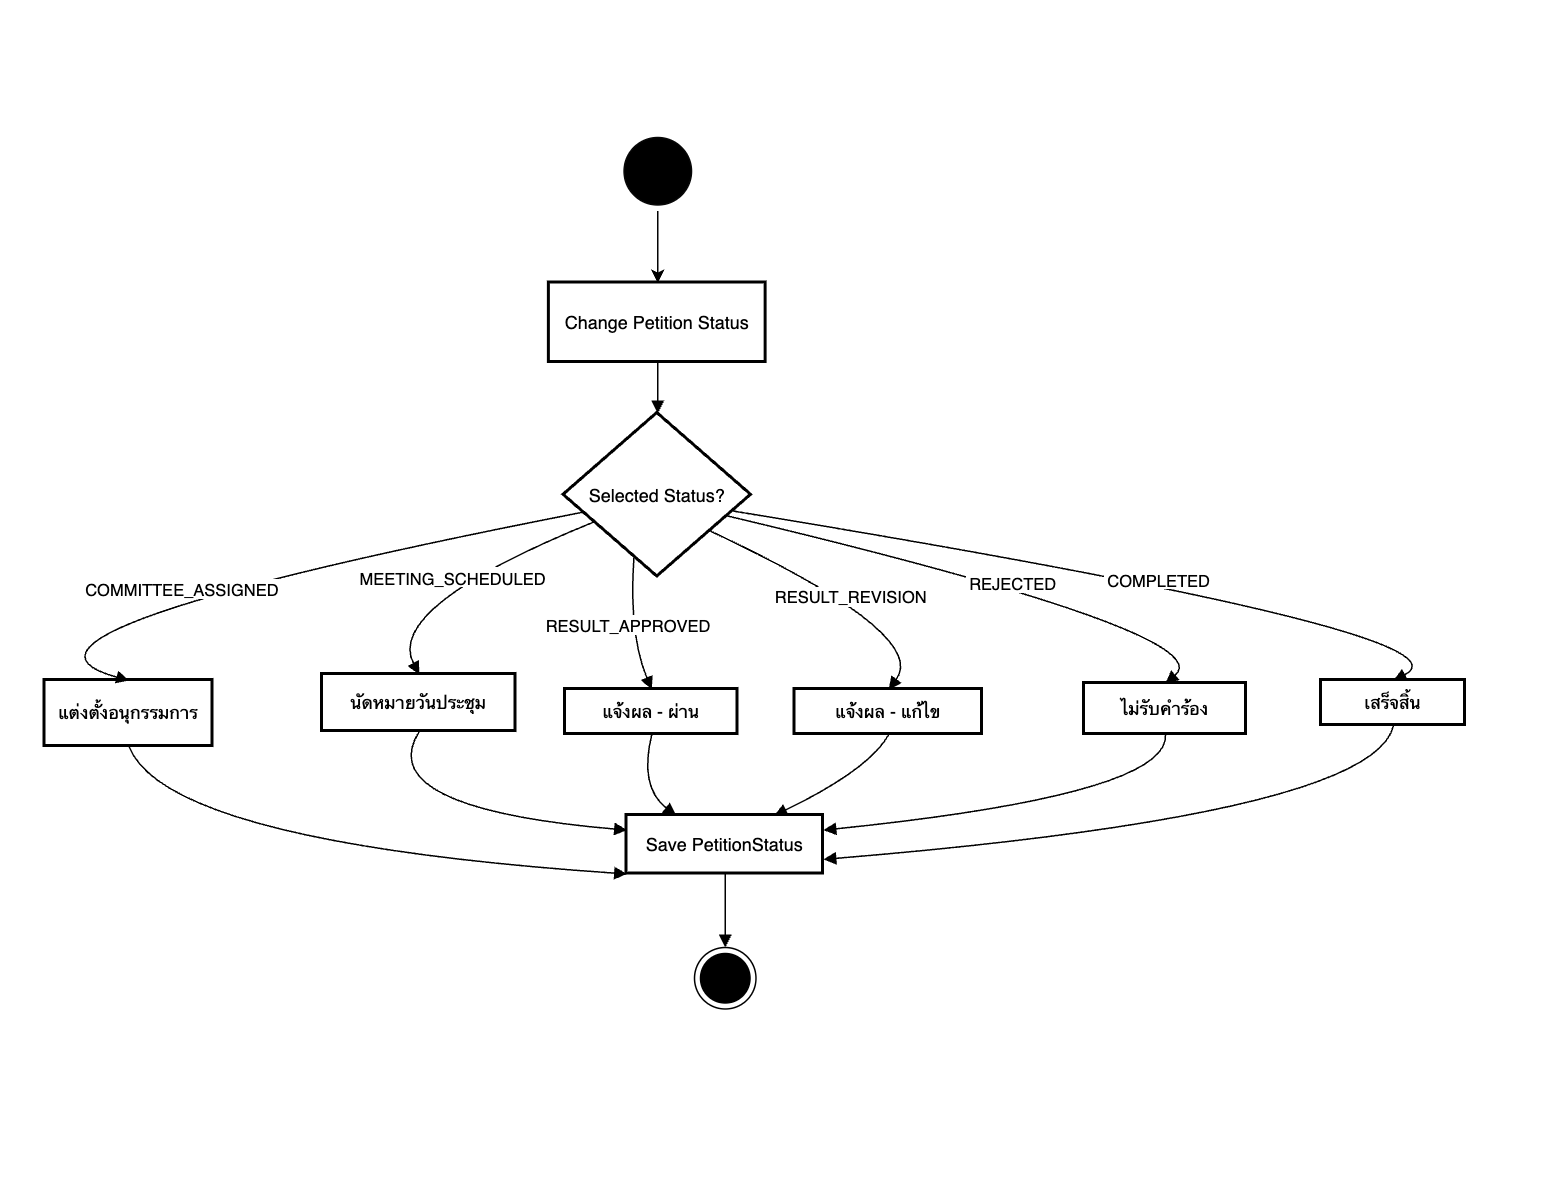 Change Petition Status
Selected Status?
COMMITTEE_ASSIGNED
MEETING_SCHEDULED
RESULT_APPROVED
RESULT_REVISION
REJECTED
COMPLETED
แต่งตั้งอนุกรรมการ
นัดหมายวันประชุม
แจ้งผล - ผ่าน
แจ้งผล - แก้ไข
ไม่รับคำร้อง
เสร็จสิ้น
Save PetitionStatus